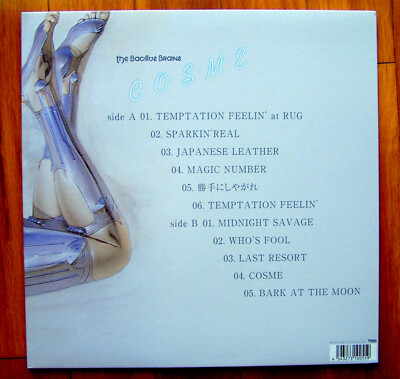 the Bacillus Brains
COSME
side A 01. TEMPTATION FEELIN' at RUG
02. SPARKIN'REAL
03. JAPANESE LEATHER
04. MAGIC NUMBER
05. 勝手にしやがれ
06. TEMPTATION FEELIN'
side B 01. MIDNIGHT SAVAGE
02. WHO'S FOOL
03. LAST RESORT
04. COSME
05. BARK AT THE MOON